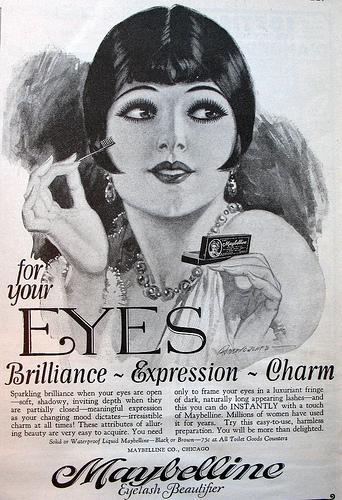 for
your
EYES
Brilliance ~ Expression ~ Charm
Sparkling brilliance when your eyes are open
—soft, shadowy, inviting depth when they
are partially closed—meaningful expression
as your changing mood dictates—irresistible
charm at all times! These attributes of allur-
ing beauty are very easy to acquire. You need
only to frame your eyes in a luxuriant fringe
of dark, naturally long appearing lashes—and
this you can do INSTANTLY with a touch
of Maybelline. Millions of women have used
it for years. Try this easy-to-use, harmless
preparation. You will be more than delighted.
Solid or Waterproof Liquid Maybelline—Black or Brown—75c at All Toilet Goods Counters
MAYBELLINE CO., CHICAGO
Maybelline
Eyelash Beautifier
9
Maybelline